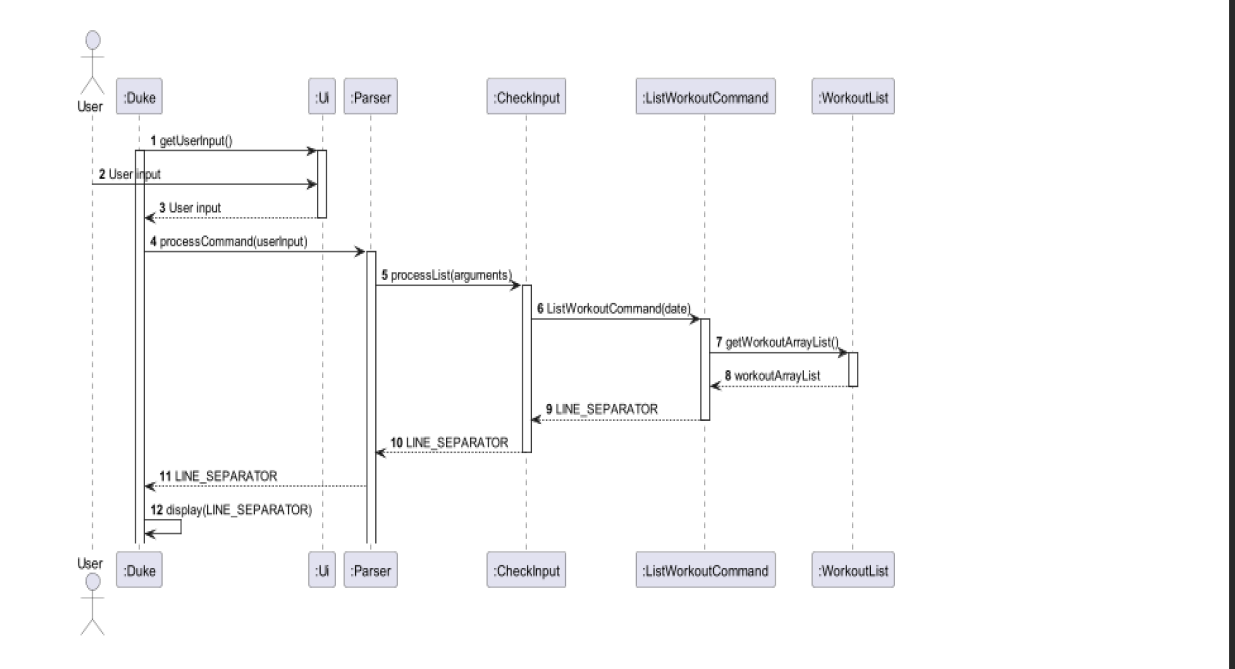 User
:Duke
:Ui
:Parser
:CheckInput
:ListWorkoutCommand
:WorkoutList
1 getUserInput()
2 User input
3 User input
4 processCommand(userInput)
5 processList(arguments)
6 ListWorkoutCommand(date)
7 getWorkoutArrayList()
8 workoutArrayList
9 LINE_SEPARATOR
10 LINE_SEPARATOR
11 LINE_SEPARATOR
12 display(LINE_SEPARATOR)
User
:Duke
:Ui
:Parser
:CheckInput
:ListWorkoutCommand
:WorkoutList